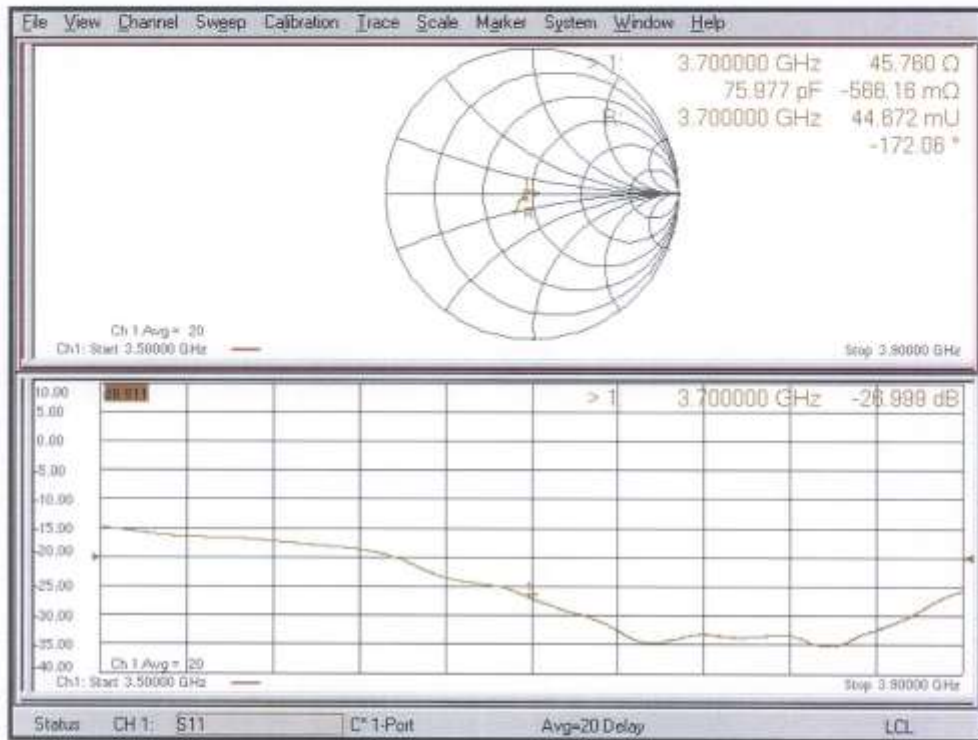 File View Channel Sweep Calibration Trace Scale Marker System Window Help
> 1: 3.700000 GHz 45.760 Ω
75.977 pF -566.16 mΩ
3.700000 GHz 44.672 mU
-172.06 °
Ch 1 Avg = 20
Ch1: Start 3.50000 GHz
Stop 3.90000 GHz
10.00
> 1 3.700000 GHz -26.999 dB
5.00
0.00
-5.00
-10.00
-15.00
-20.00
-25.00
-30.00
-35.00
-40.00
Ch 1 Avg = 20
Ch1: Start 3.50000 GHz
Stop 3.90000 GHz
Status CH 1: S11 C* 1-Port Avg=20 Delay LCL